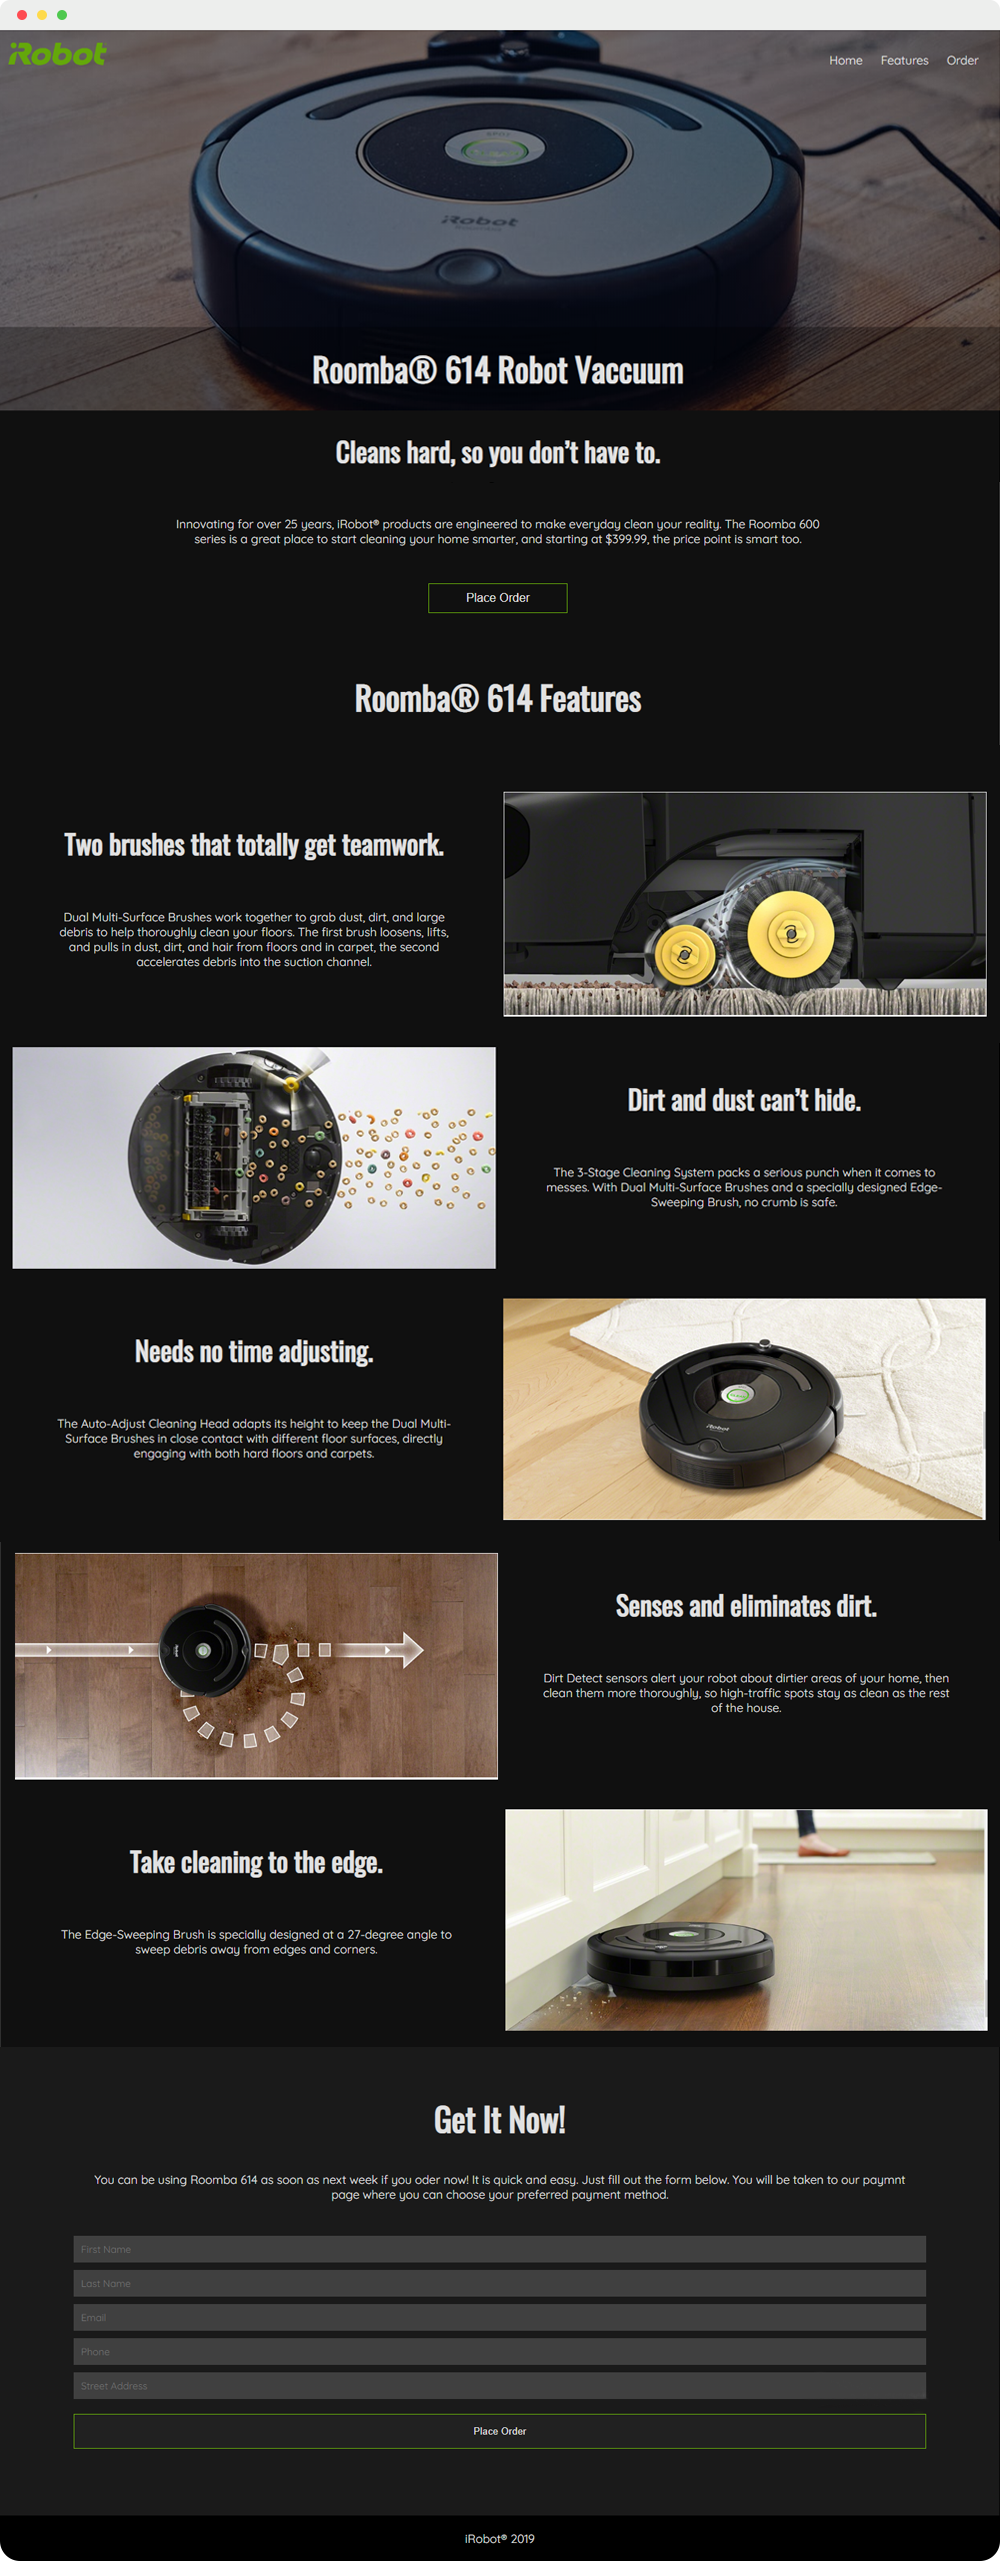 iRobot
Home Features Order
SPOT
CLEAN
iRobot
Roomba® 614 Robot Vaccuum
Cleans hard, so you don't have to.
Innovating for over 25 years, iRobot® products are engineered to make everyday clean your reality. The Roomba 600
series is a great place to start cleaning your home smarter, and starting at $399.99, the price point is smart too.
Place Order
Roomba® 614 Features
Two brushes that totally get teamwork.
Dual Multi-Surface Brushes work together to grab dust, dirt, and large
debris to help thoroughly clean your floors. The first brush loosens, lifts,
and pulls in dust, dirt, and hair from floors and in carpet, the second
accelerates debris into the suction channel.
Dirt and dust can't hide.
The 3-Stage Cleaning System packs a serious punch when it comes to
messes. With Dual Multi-Surface Brushes and a specially designed Edge-
Sweeping Brush, no crumb is safe.
Needs no time adjusting.
The Auto-Adjust Cleaning Head adapts its height to keep the Dual Multi-
Surface Brushes in close contact with different floor surfaces, directly
engaging with both hard floors and carpets.
iRobot
Senses and eliminates dirt.
Dirt Detect sensors alert your robot about dirtier areas of your home, then
clean them more thoroughly, so high-traffic spots stay as clean as the rest
of the house.
Take cleaning to the edge.
The Edge-Sweeping Brush is specially designed at a 27-degree angle to
sweep debris away from edges and corners.
Get It Now!
You can be using Roomba 614 as soon as next week if you oder now! It is quick and easy. Just fill out the form below. You will be taken to our paymnt
page where you can choose your preferred payment method.
First Name
Last Name
Email
Phone
Street Address
Place Order
iRobot® 2019